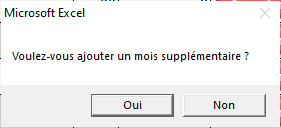 Microsoft Excel
Voulez-vous ajouter un mois supplémentaire ?
Oui
Non